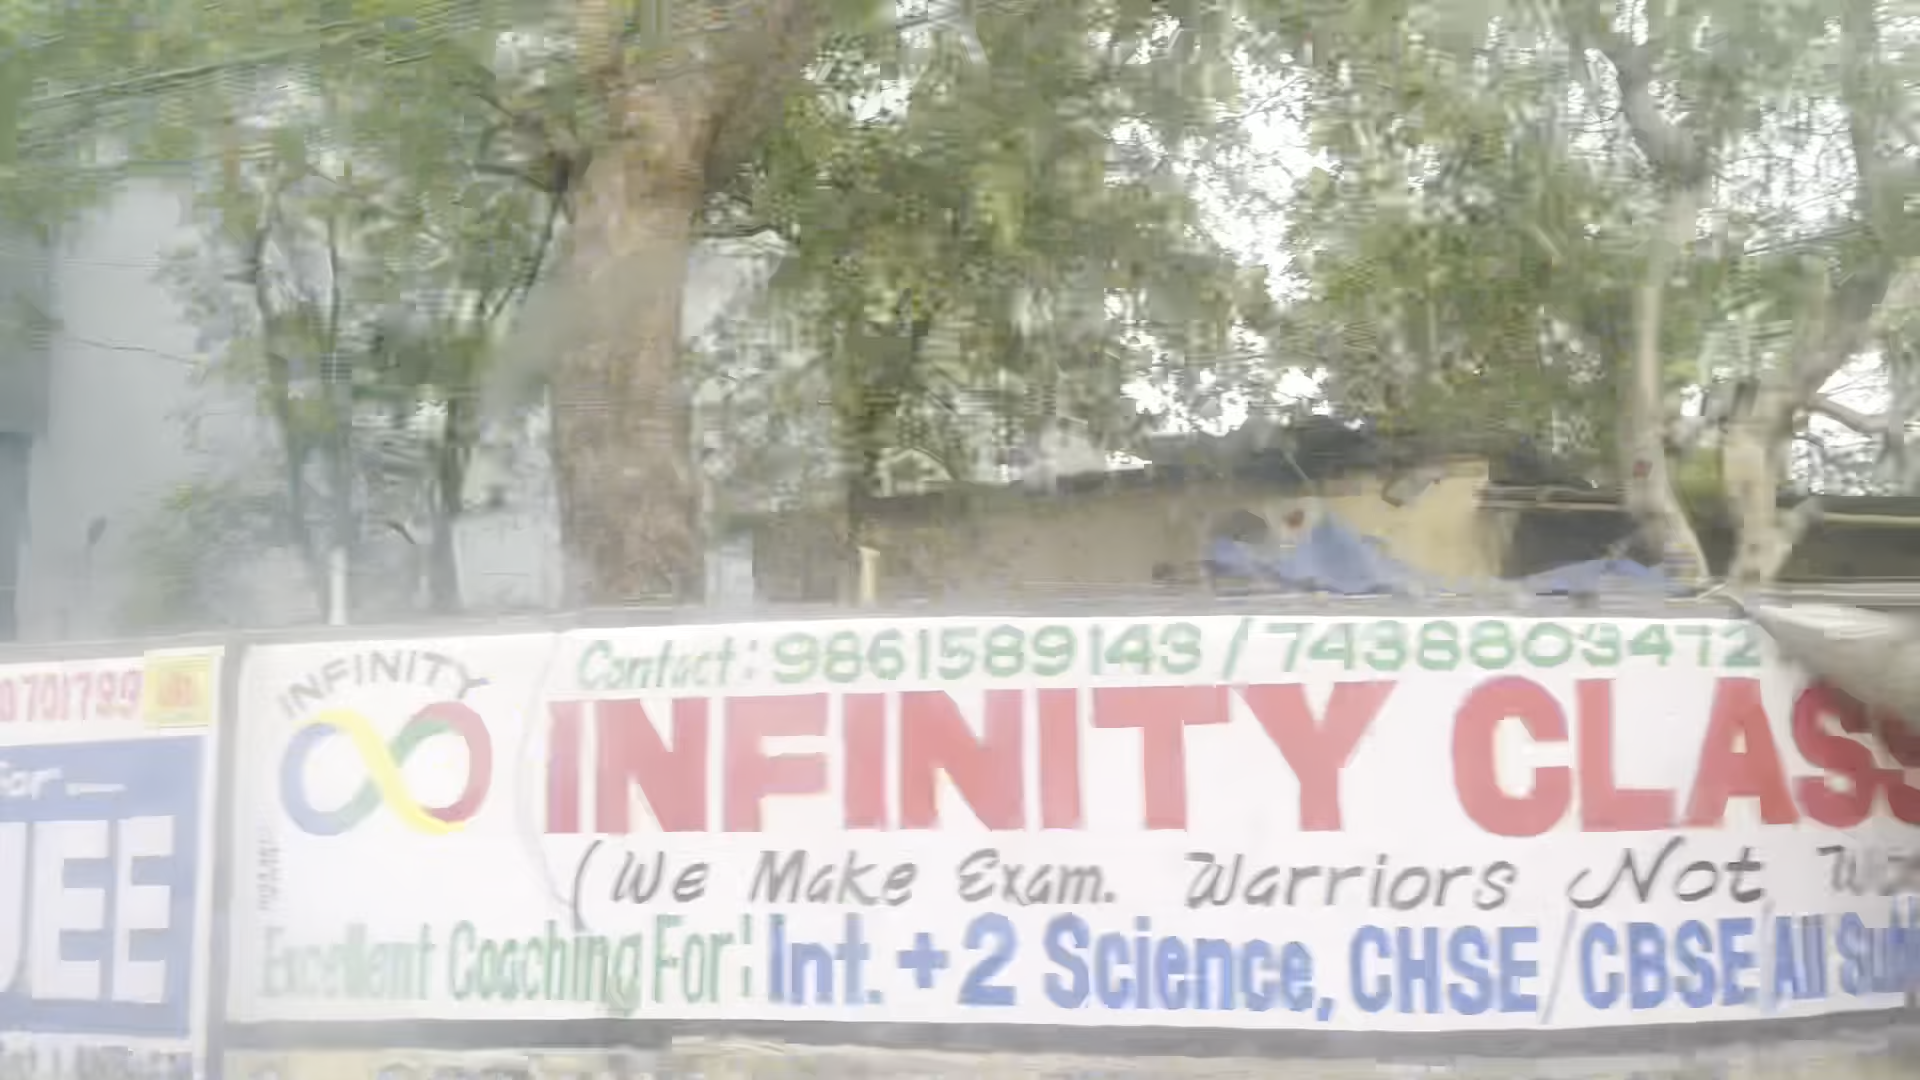 0701799
for —
JEE
INFINITY
Contact: 9861589143 / 7438803472
INFINITY CLASS
(We Make Exam. Warriors Not
Excellent Coaching For: Int. +2 Science, CHSE/CBSE All